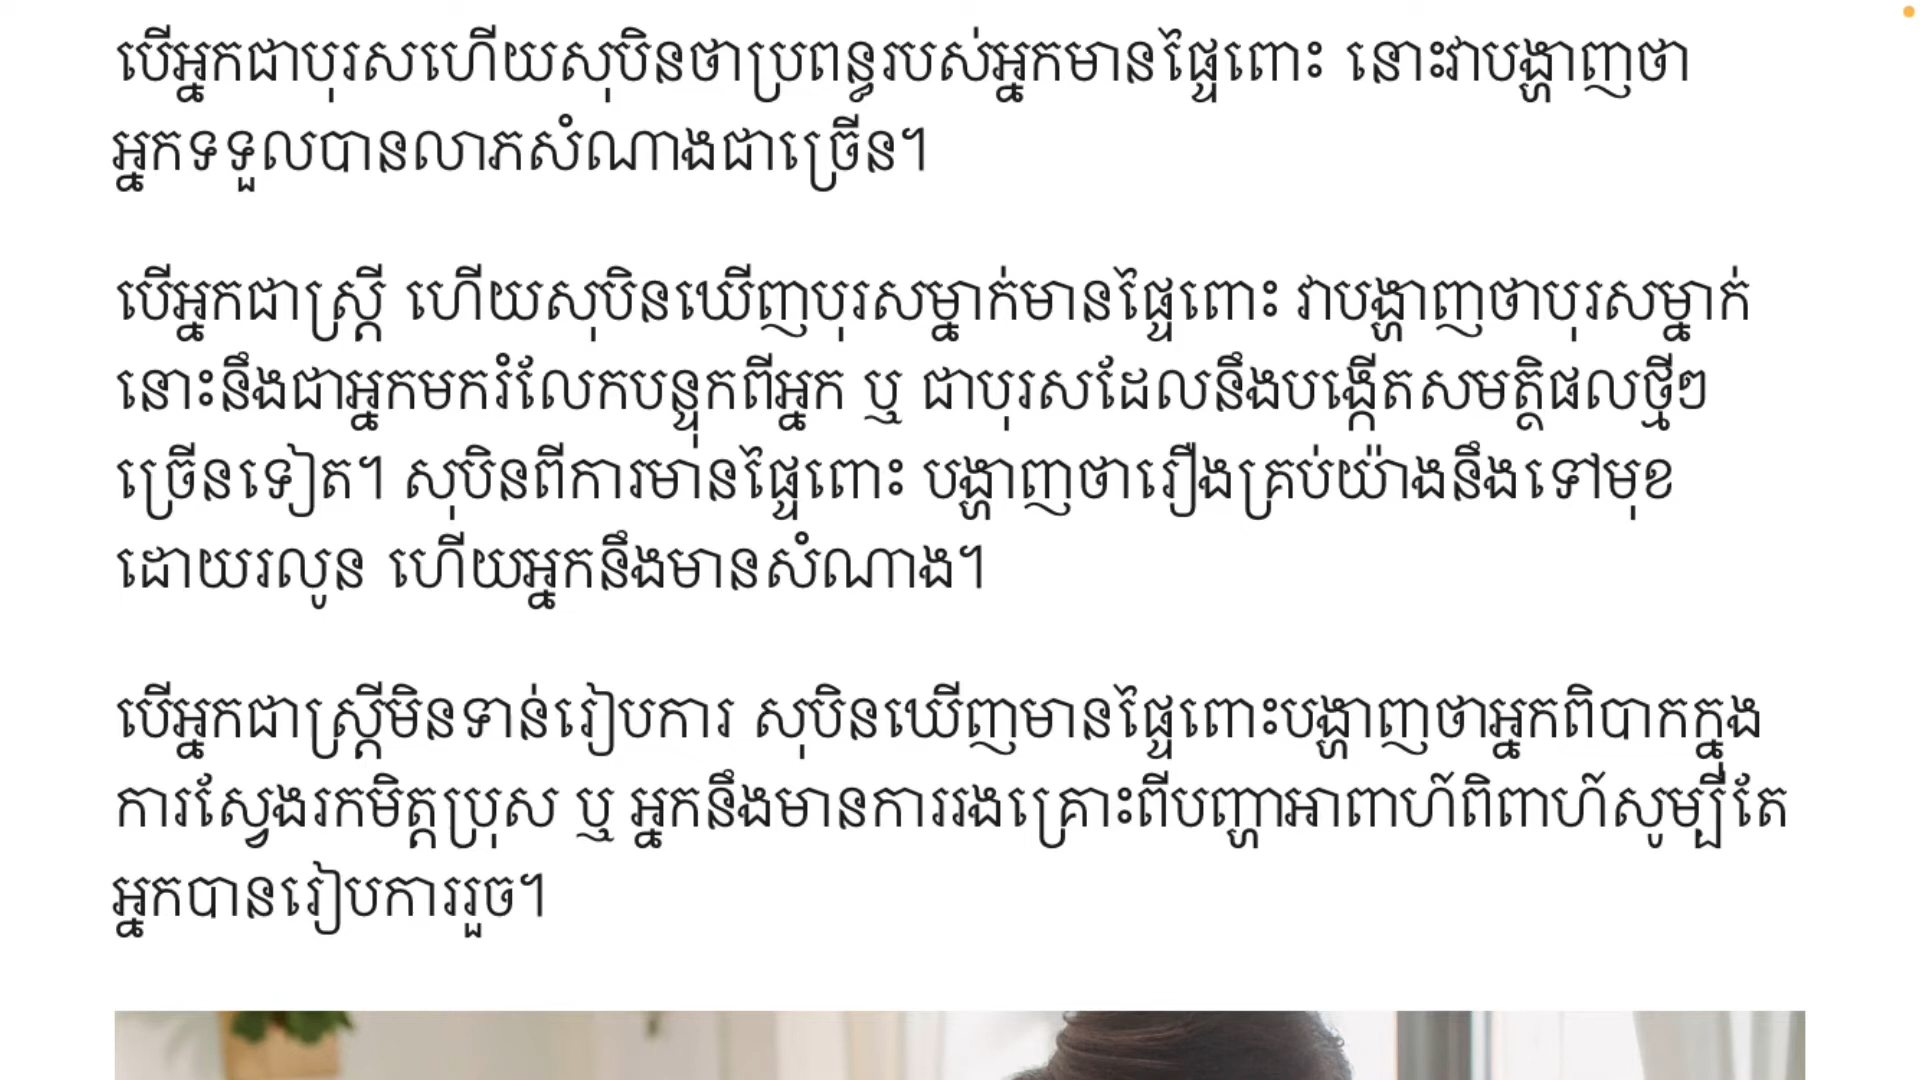 បើអ្នកជាបុរសហើយសុបិនថាប្រពន្ធរបស់អ្នកមានផ្ទៃពោះ នោះវាបង្ហាញថា
អ្នកទទួលបានលាភសំណាងជាច្រើន។
បើអ្នកជាស្ត្រី ហើយសុបិនឃើញបុរសម្នាក់មានផ្ទៃពោះ វាបង្ហាញថាបុរសម្នាក់
នោះនឹងជាអ្នកមករំលែកបន្ទុកពីអ្នក ឬ ជាបុរសដែលនឹងបង្កើតសមត្ថិផលថ្មីៗ
ច្រើនទៀត។ សុបិនពីការមានផ្ទៃពោះ បង្ហាញថារឿងគ្រប់យ៉ាងនឹងទៅមុខ
ដោយរលូន ហើយអ្នកនឹងមានសំណាង។
បើអ្នកជាស្ត្រីមិនទាន់រៀបការ សុបិនឃើញមានផ្ទៃពោះបង្ហាញថាអ្នកពិបាកក្នុង
ការស្វែងរកមិត្តប្រុស ឬ អ្នកនឹងមានការរងគ្រោះពីបញ្ហាអាពាហ៍ពិពាហ៍សូម្បីតែ
អ្នកបានរៀបការរួច។